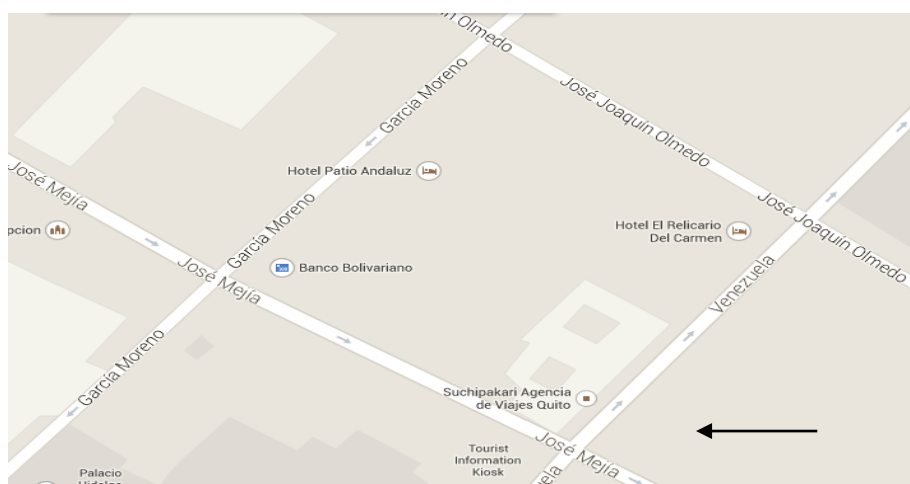 Olmedo
García Moreno
José Joaquín Olmedo
Hotel Patio Andaluz
José Mejía
García Moreno
José Joaquín Olmedo
pcion
Hotel El Relicario
Del Carmen
José Mejía
Banco Bolivariano
Venezuela
García Moreno
Suchipakari Agencia
de Viajes Quito
José Mejía
Tourist
Information
Kiosk
Palacio